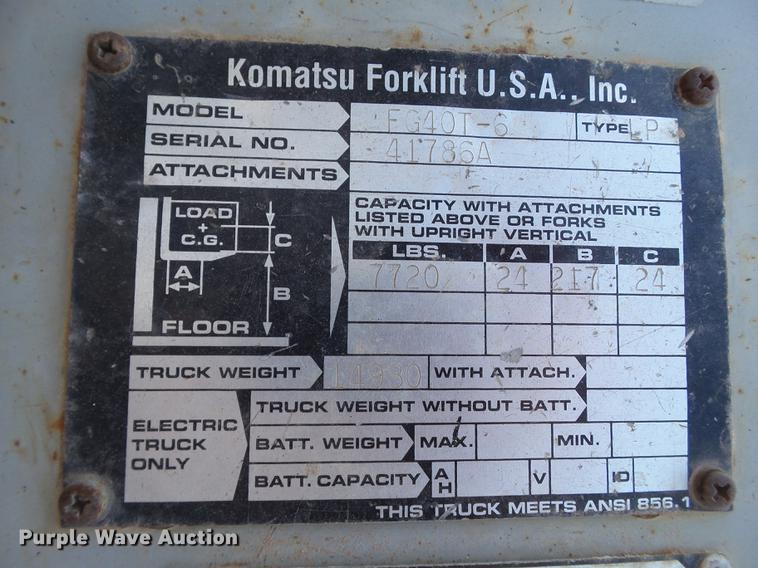 Komatsu Forklift U.S.A., Inc.
MODEL FG40T-6 TYPE LP
SERIAL NO. 41786A
ATTACHMENTS
LOAD
+
C.G.
C
A
B
FLOOR
CAPACITY WITH ATTACHMENTS
LISTED ABOVE OR FORKS
WITH UPRIGHT VERTICAL
LBS. A B C
7720 24 217 24
TRUCK WEIGHT 14980 WITH ATTACH.
ELECTRIC
TRUCK
ONLY
TRUCK WEIGHT WITHOUT BATT.
BATT. WEIGHT MAX. MIN.
BATT. CAPACITY AH V ID
THIS TRUCK MEETS ANSI B56.1
Purple Wave Auction